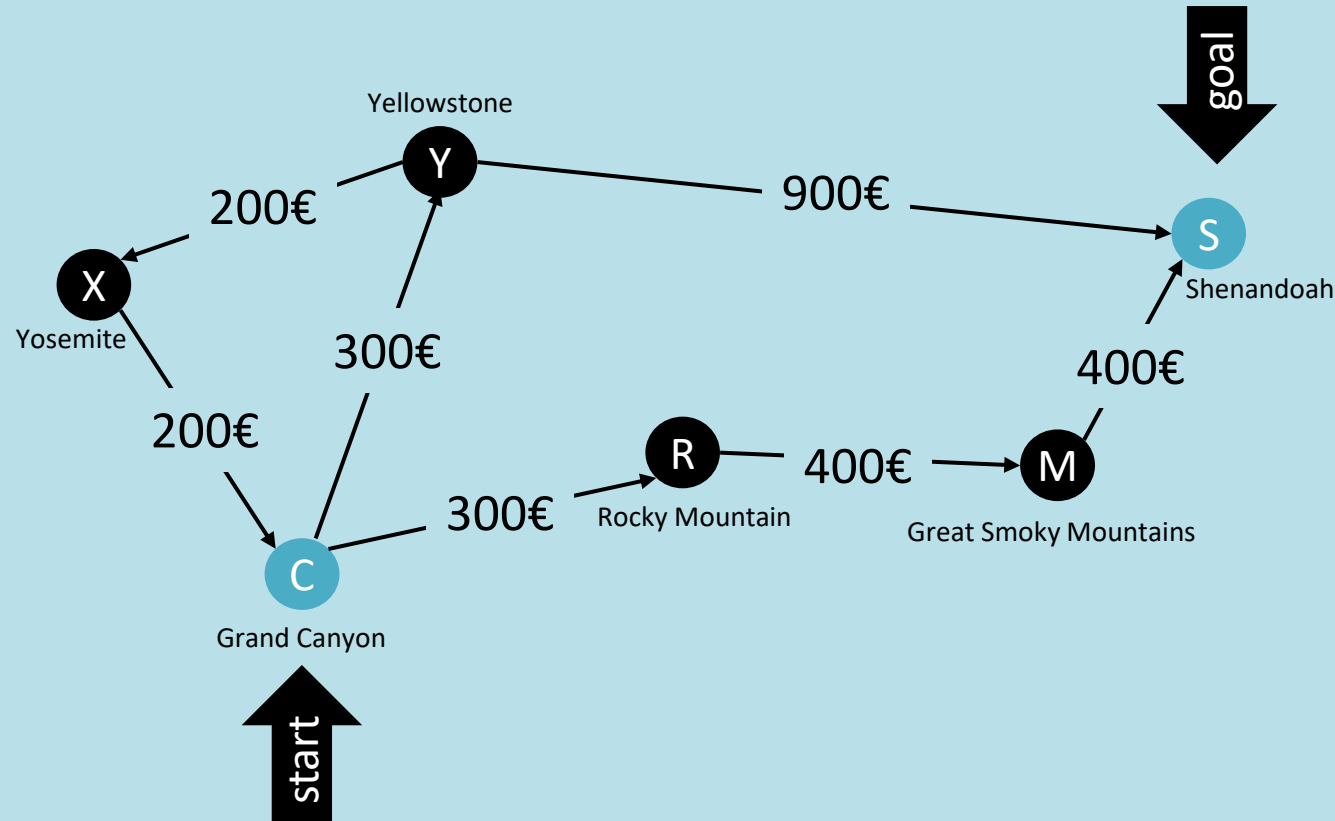 goal
Yellowstone
Y
900€
200€
S
X
Shenandoah
Yosemite
300€
400€
200€
R
400€
M
300€
Rocky Mountain
Great Smoky Mountains
C
Grand Canyon
start